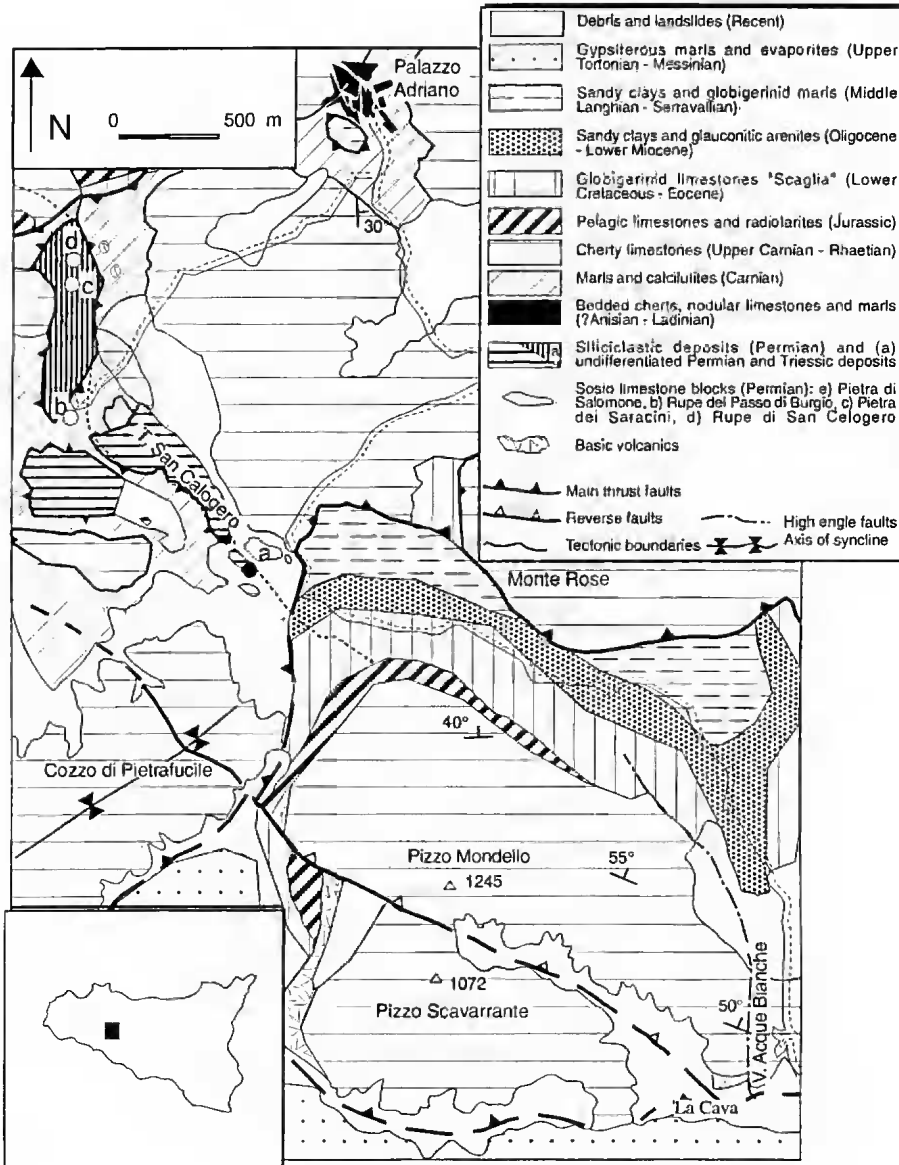 Debris and landslides (Recent)
Gypsiterous marls and evaporites (Upper
Tortonian - Messinian)
Sandy clays and globigerinid marls (Middle
Langhian - Serravallian)
Sandy clays and glauconitic arenites (Oligocene
- Lower Miocene)
Globigerinid limestones "Scaglia" (Lower
Cretaceous - Eocene)
Pelagic limestones and radiolarites (Jurassic)
Cherty limestones (Upper Carnian - Rhaetian)
Marls and calcilutites (Carnian)
Bedded cherts, nodular limestones and marls
(?Anisian - Ladinian)
a
Siliciclastic deposits (Permian) and (a)
undifferentiated Permian and Triessic deposits
Sosio limestone blocks (Permian): e) Pietra di
Salomone, b) Rupe del Passo di Burgio, c) Pietra
dei Saracini, d) Rupe di San Celogero
Basic volcanics
Main thrust faults
Reverse faults
High engle faults
Tectonic boundaries
Axis of syncline
N
0 500 m
Palazzo
Adriano
30
d
c
b
T. San Calogero
a
Monte Rose
40°
Cozzo di Pietrafucile
Pizzo Mondello
1245
55°
1072
Pizzo Scavarrante
50°
V. Acque Bianche
La Cava